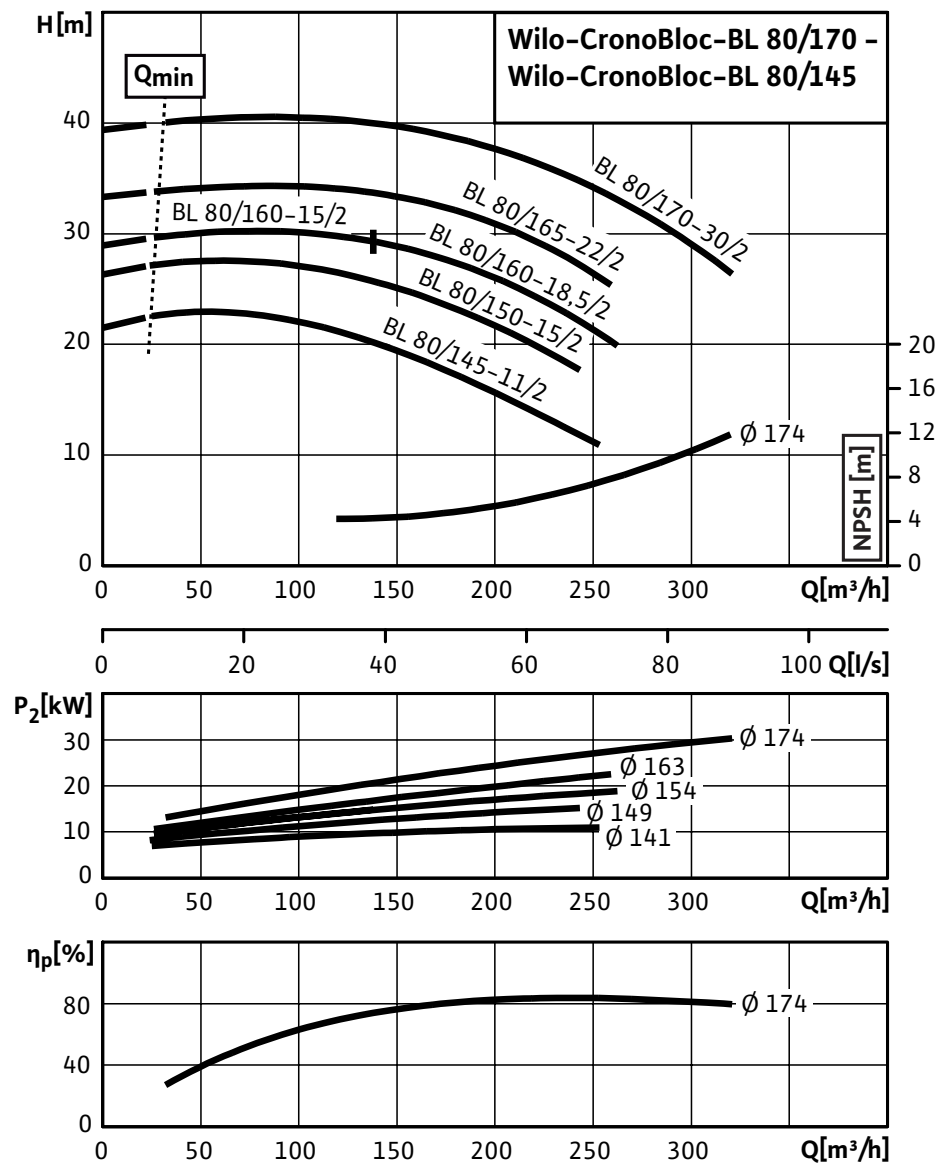 H[m]
Wilo-CronoBloc-BL 80/170 –
Wilo-CronoBloc-BL 80/145
Qmin
40
30
20
10
0
BL 80/170-30/2
BL 80/165-22/2
BL 80/160-15/2
BL 80/160-18,5/2
BL 80/150-15/2
BL 80/145-11/2
Ø 174
20
16
12
8
4
0
NPSH [m]
0 50 100 150 200 250 300 Q[m³/h]
0 20 40 60 80 100 Q[l/s]
P₂[kW]
30
20
10
0
Ø 174
Ø 163
Ø 154
Ø 149
Ø 141
0 50 100 150 200 250 300 Q[m³/h]
ηp[%]
80
40
0
Ø 174
0 50 100 150 200 250 300 Q[m³/h]